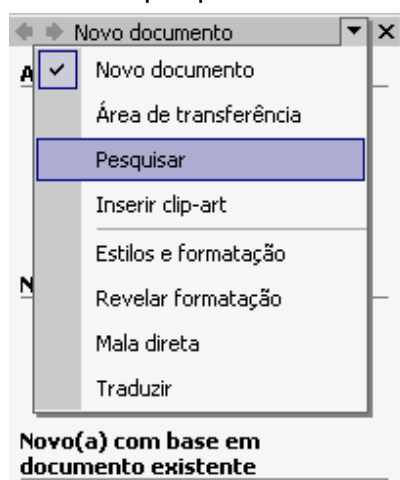 Novo documento
A
Novo documento
Área de transferência
Pesquisar
Inserir clip-art
Estilos e formatação
N
Revelar formatação
Mala direta
Traduzir
Novo(a) com base em
documento existente